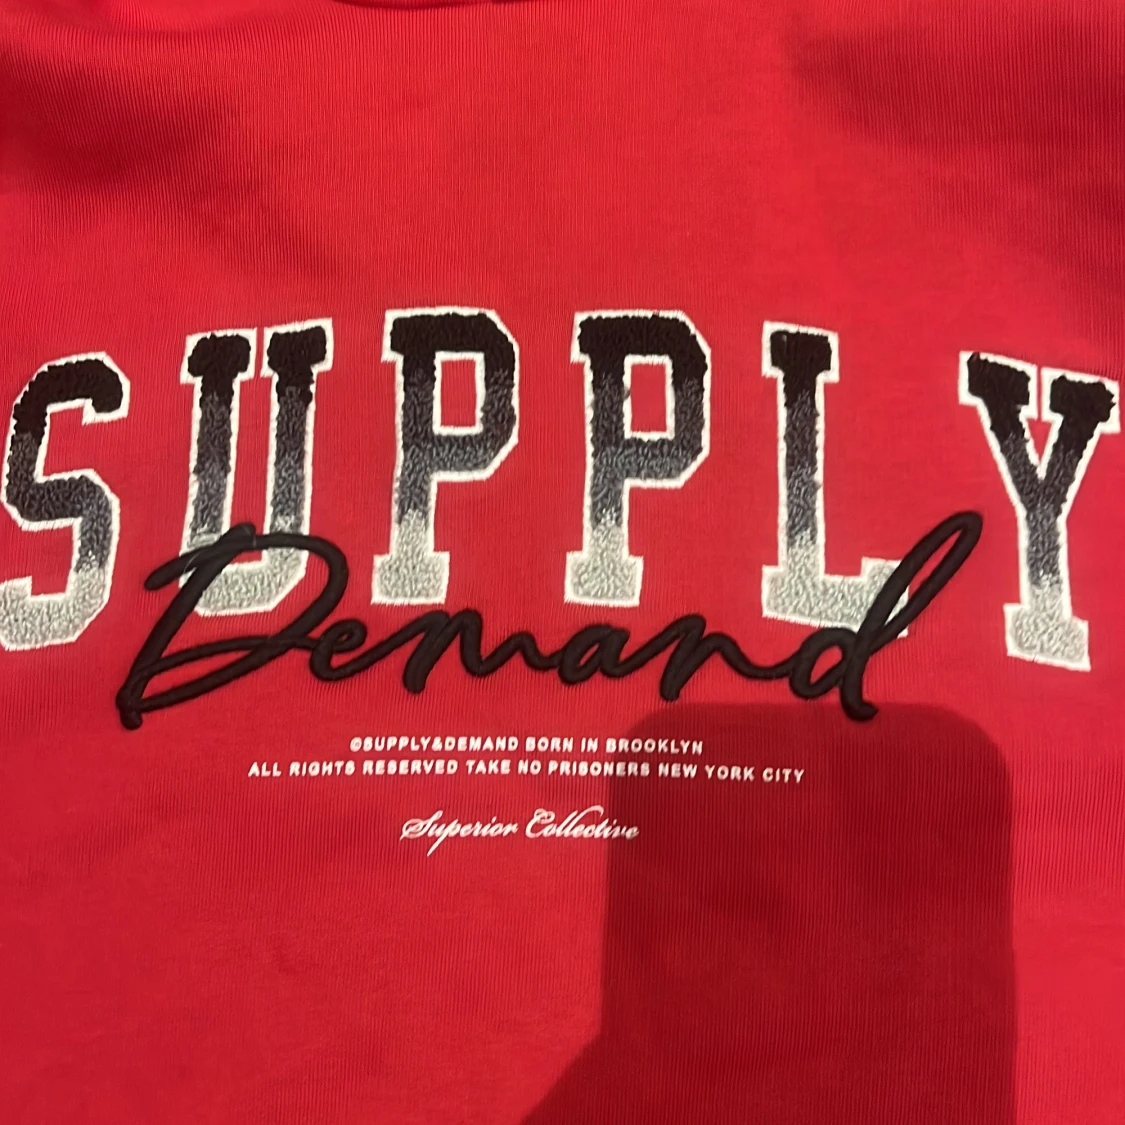 SUPPLY
Demand
©SUPPLY&DEMAND BORN IN BROOKLYN
ALL RIGHTS RESERVED TAKE NO PRISONERS NEW YORK CITY
Superior Collective